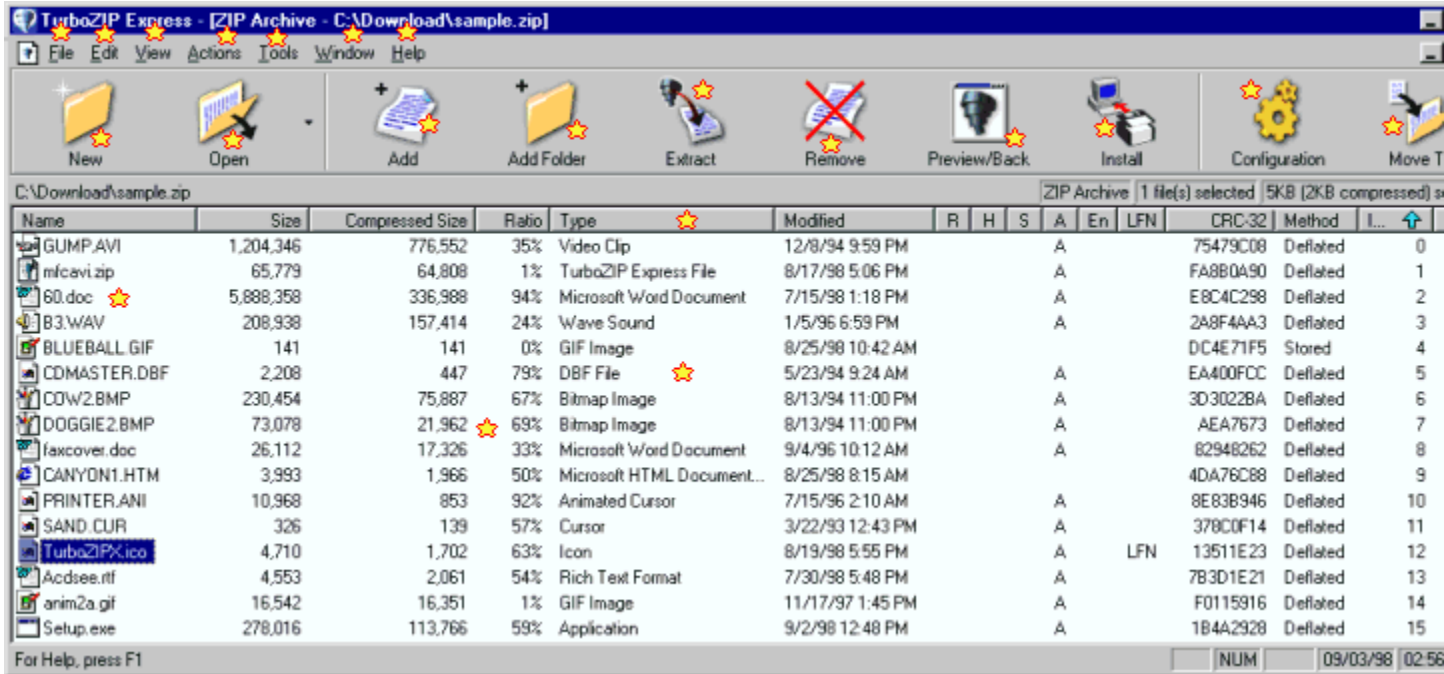 TurboZIP Express - [ZIP Archive - C:\Download\sample.zip]
File Edit View Actions Tools Window Help
New Open Add Add Folder Extract Remove Preview/Back Install Configuration Move T
C:\Download\sample.zip ZIP Archive 1 file(s) selected 5KB (2KB compressed) s
Name Size Compressed Size Ratio Type Modified R H S A En LFN CRC-32 Method I...
GUMP.AVI 1,204,346 776,552 35% Video Clip 12/8/94 9:59 PM A 75479C08 Deflated 0
mfcavi.zip 65,779 64,808 1% TurboZIP Express File 8/17/98 5:06 PM A FA8B0A90 Deflated 1
60.doc 5,888,358 336,988 94% Microsoft Word Document 7/15/98 1:18 PM A E8C4C298 Deflated 2
B3.WAV 208,938 157,414 24% Wave Sound 1/5/96 6:59 PM A 2A8F4AA3 Deflated 3
BLUEBALL.GIF 141 141 0% GIF Image 8/25/98 10:42 AM DC4E71F5 Stored 4
CDMASTER.DBF 2,208 447 79% DBF File 5/23/94 9:24 AM A EA400FCC Deflated 5
COW2.BMP 230,454 75,887 67% Bitmap Image 8/13/94 11:00 PM A 3D3022BA Deflated 6
DOGGIE2.BMP 73,078 21,962 69% Bitmap Image 8/13/94 11:00 PM A AEA7673 Deflated 7
faxcover.doc 26,112 17,326 33% Microsoft Word Document 9/4/96 10:12 AM A 82948262 Deflated 8
CANYON1.HTM 3,993 1,966 50% Microsoft HTML Document... 8/25/98 8:15 AM 4DA76C88 Deflated 9
PRINTER.ANI 10,968 853 92% Animated Cursor 7/15/96 2:10 AM A 8E83B946 Deflated 10
SAND.CUR 326 139 57% Cursor 3/22/93 12:43 PM A 378C0F14 Deflated 11
TurboZIPX.ico 4,710 1,702 63% Icon 8/19/98 5:55 PM A LFN 13511E23 Deflated 12
Acdsee.rtf 4,553 2,061 54% Rich Text Format 7/30/98 5:48 PM A 7B3D1E21 Deflated 13
anim2a.gif 16,542 16,351 1% GIF Image 11/17/97 1:45 PM A F0115916 Deflated 14
Setup.exe 278,016 113,766 59% Application 9/2/98 12:48 PM A 1B4A2928 Deflated 15
For Help, press F1 NUM 09/03/98 02:56